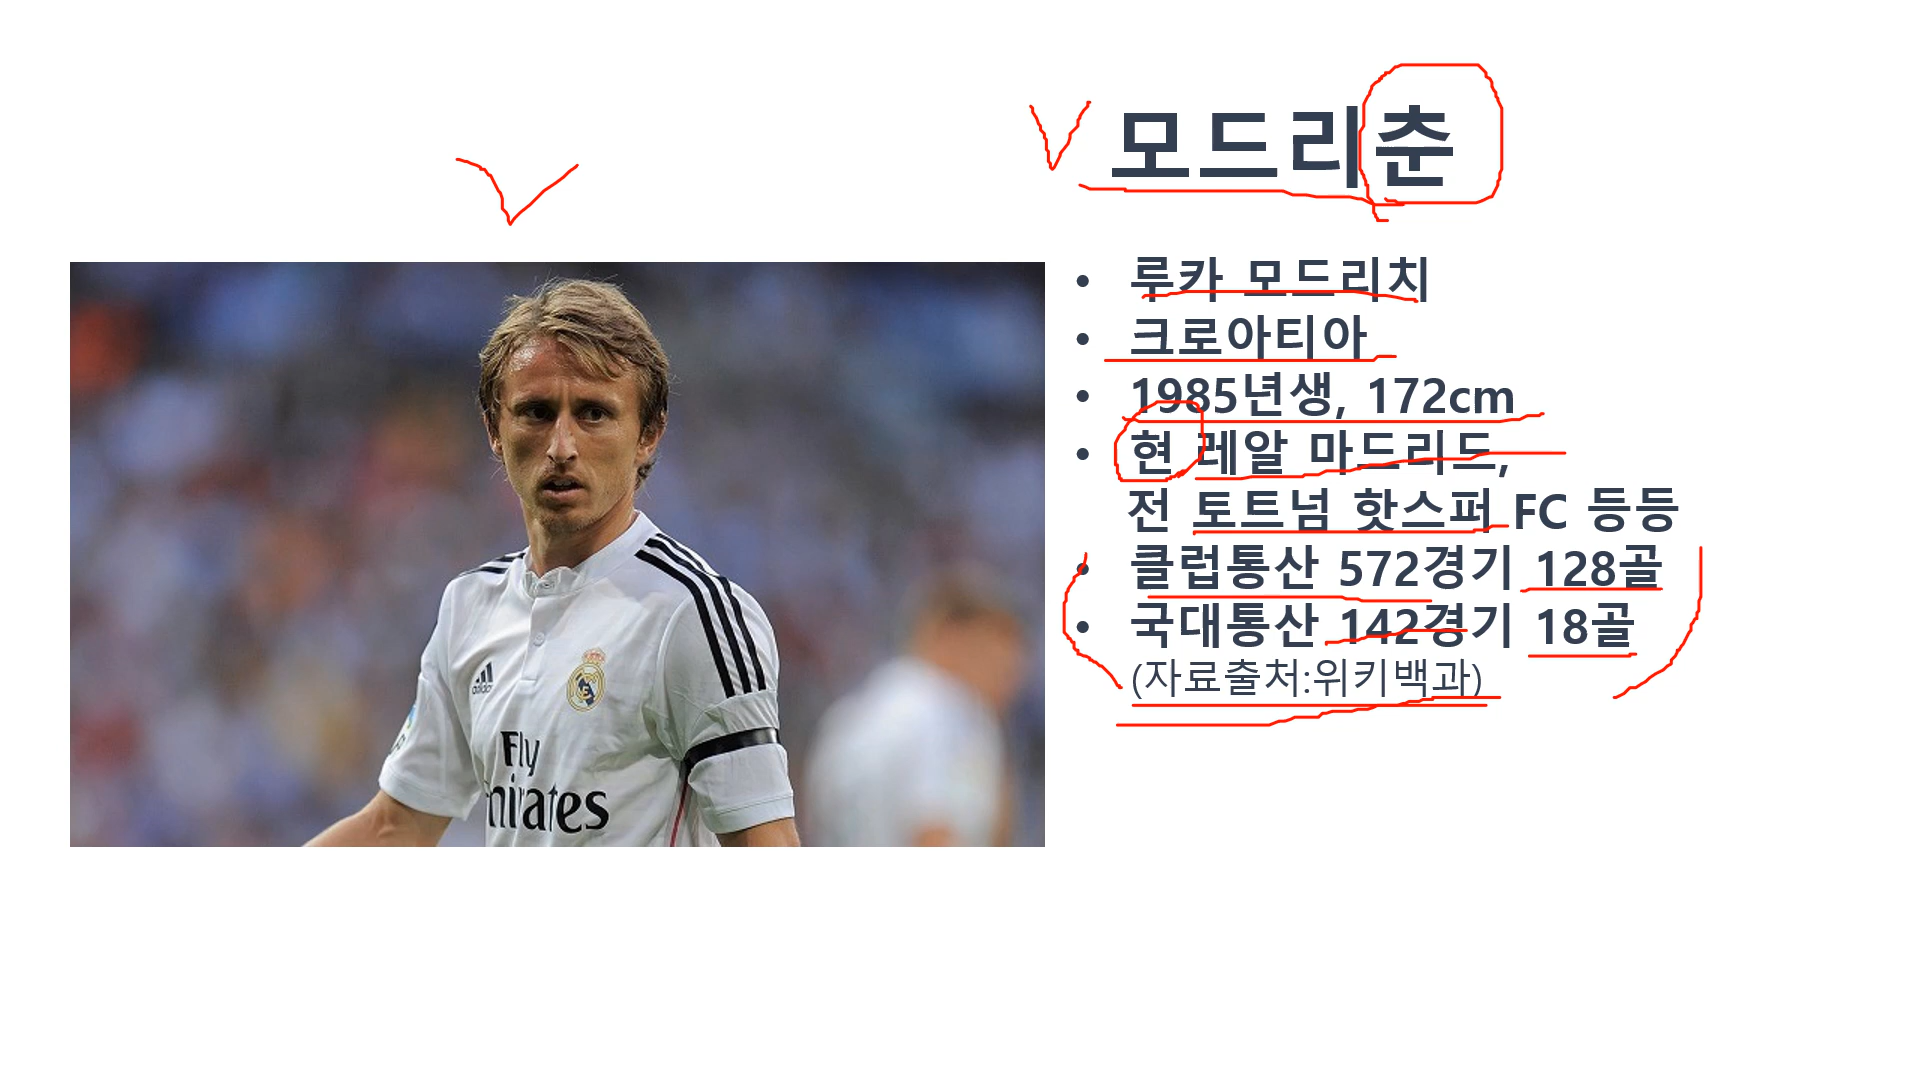 모드리춘
• 루카 모드리치
• 크로아티아
• 1985년생, 172cm
• 현 레알 마드리드,
전 토트넘 핫스퍼 FC 등등
• 클럽통산 572경기 128골
• 국대통산 142경기 18골
(자료출처:위키백과)
adidas
Fly
Emirates